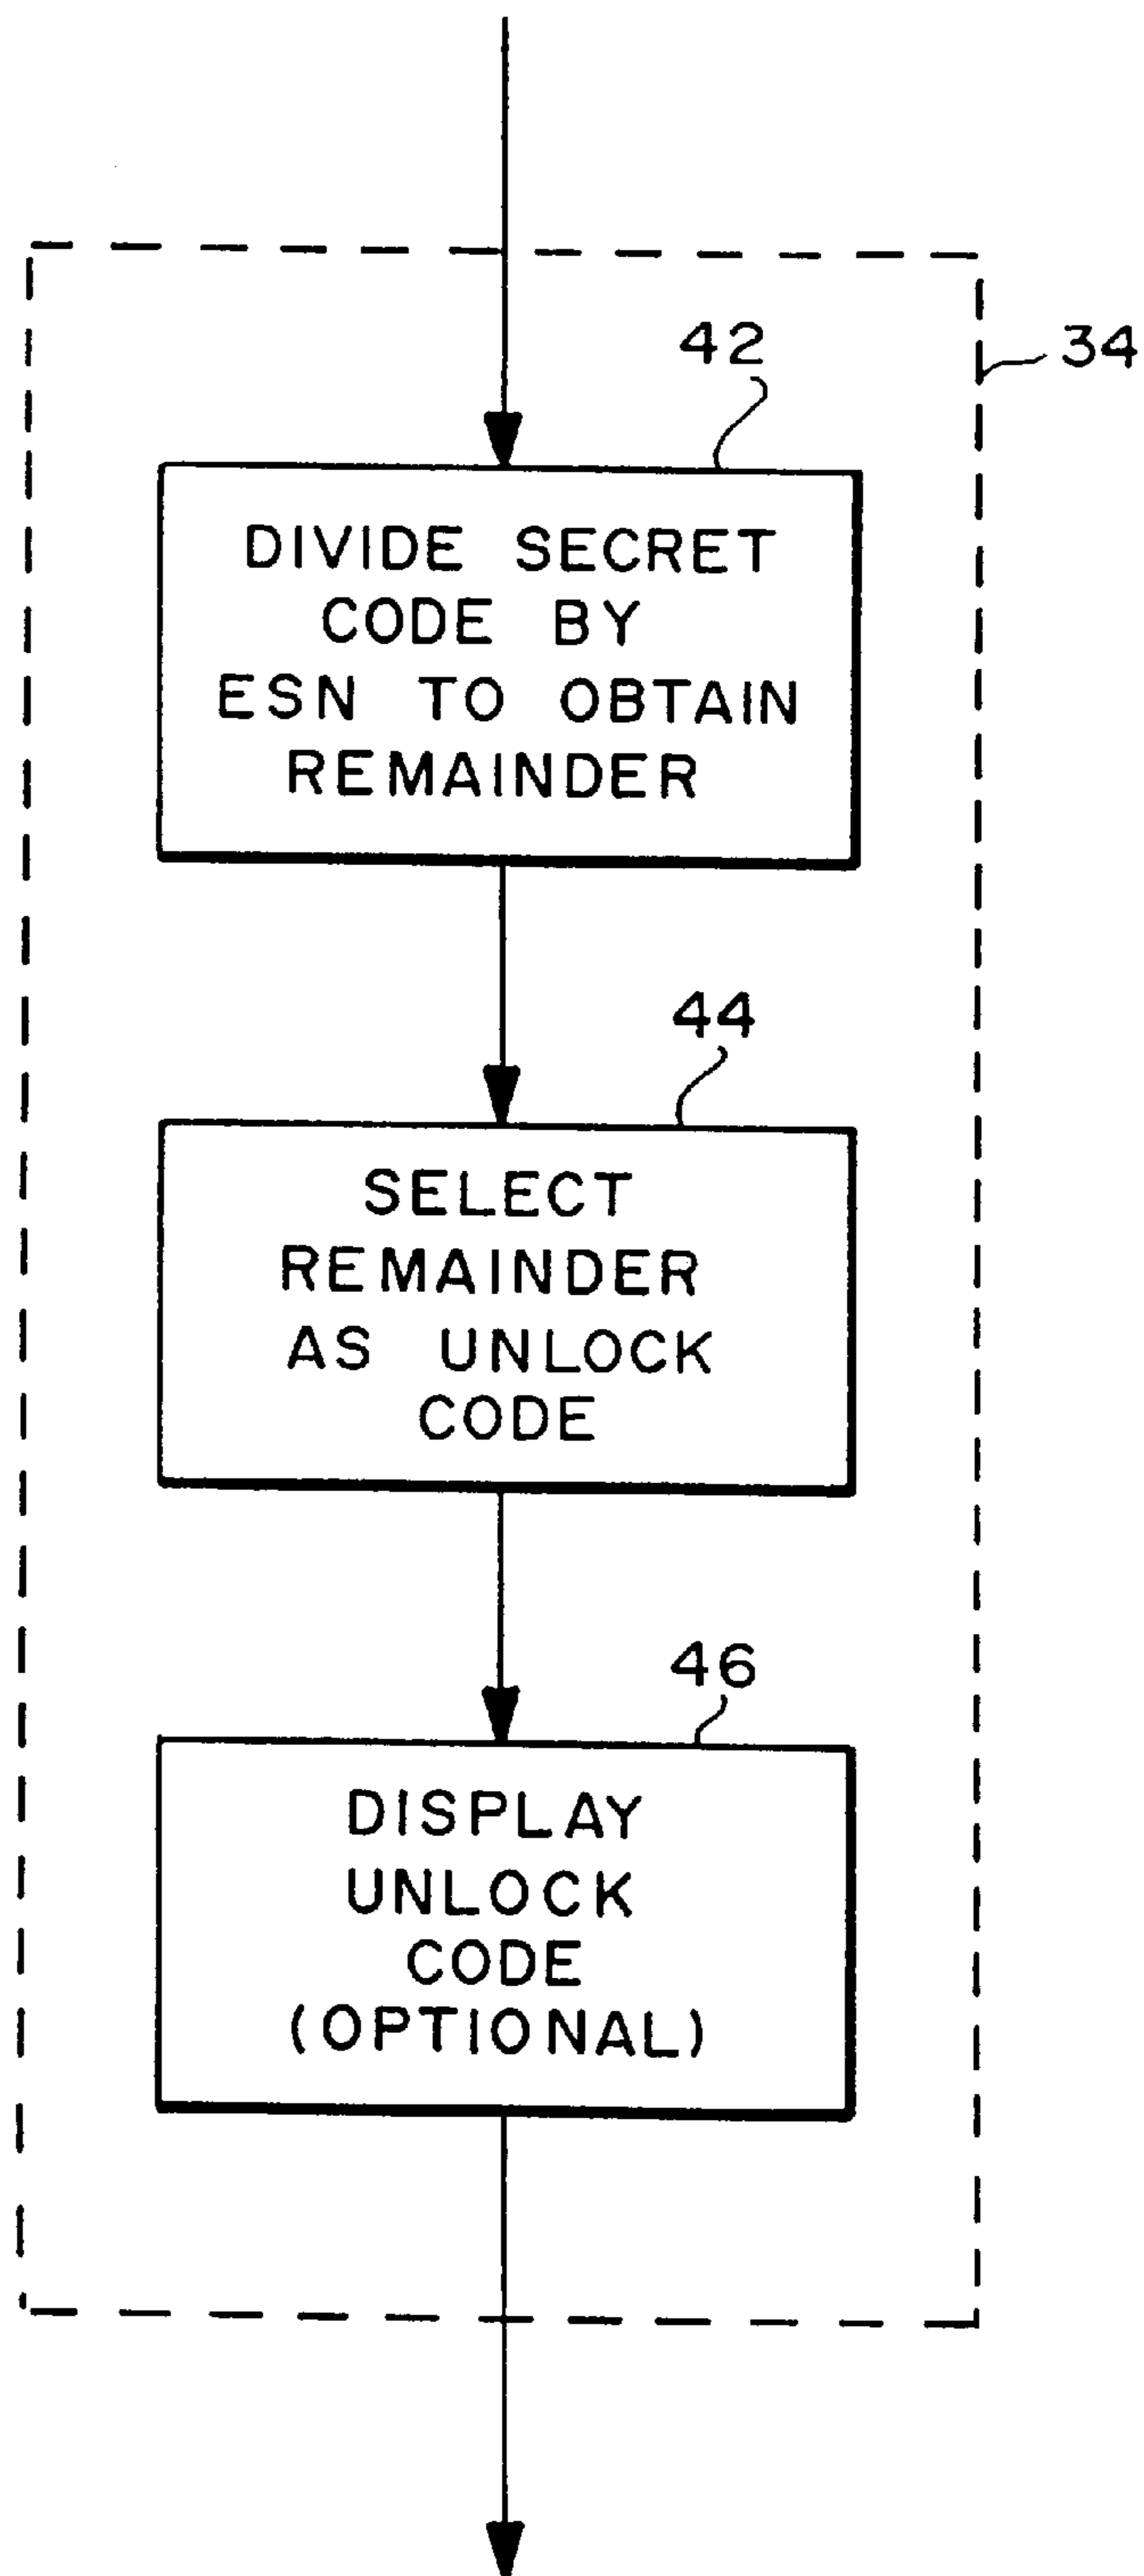 34
42
DIVIDE SECRET
CODE BY
ESN TO OBTAIN
REMAINDER
44
SELECT
REMAINDER
AS UNLOCK
CODE
46
DISPLAY
UNLOCK
CODE
(OPTIONAL)